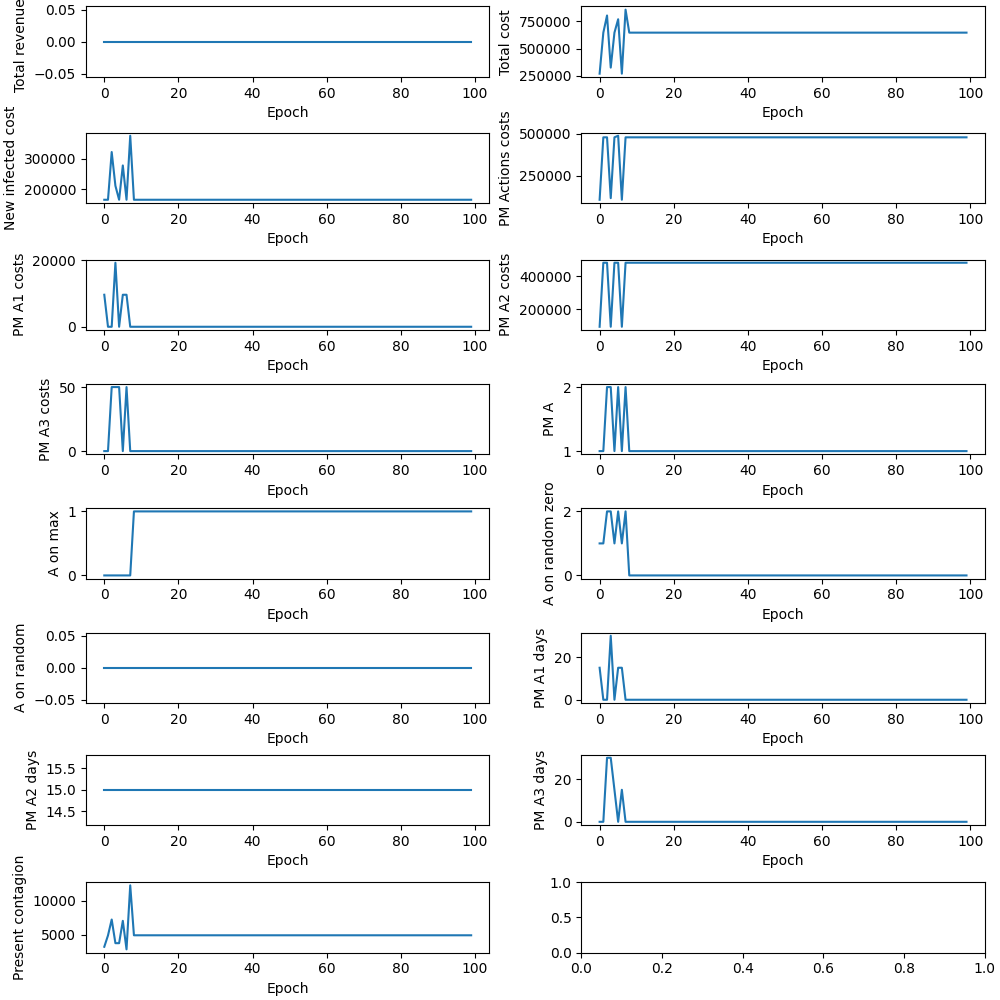 Total revenue
0.05
0.00
−0.05
0 20 40 60 80 100
Epoch
Total cost
750000
500000
250000
0 20 40 60 80 100
Epoch
New infected cost
300000
200000
0 20 40 60 80 100
Epoch
PM Actions costs
500000
250000
0 20 40 60 80 100
Epoch
PM A1 costs
20000
0
0 20 40 60 80 100
Epoch
PM A2 costs
400000
200000
0 20 40 60 80 100
Epoch
PM A3 costs
50
0
0 20 40 60 80 100
Epoch
PM A
2
1
0 20 40 60 80 100
Epoch
A on max
1
0
0 20 40 60 80 100
Epoch
A on random zero
2
0
0 20 40 60 80 100
Epoch
A on random
0.05
0.00
−0.05
0 20 40 60 80 100
Epoch
PM A1 days
20
0
0 20 40 60 80 100
Epoch
PM A2 days
15.5
15.0
14.5
0 20 40 60 80 100
Epoch
PM A3 days
20
0
0 20 40 60 80 100
Epoch
Present contagion
10000
5000
0 20 40 60 80 100
Epoch
1.0
0.5
0.0
0.0 0.2 0.4 0.6 0.8 1.0